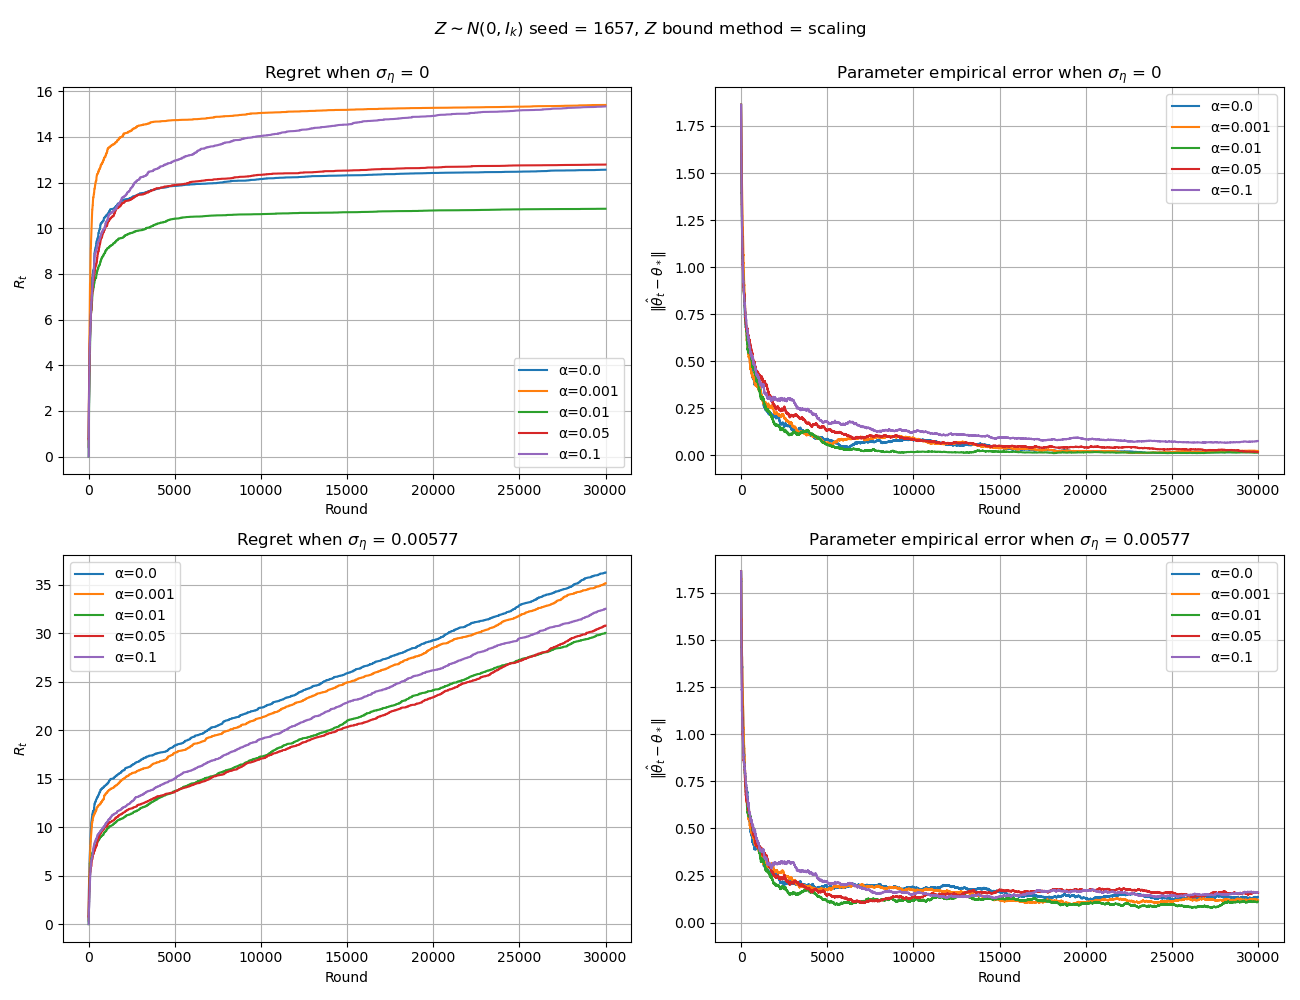 Z ∼ N(0, I_k) seed = 1657, Z bound method = scaling
Regret when σ_η = 0
R_t
16
14
12
10
8
6
4
2
0
0 5000 10000 15000 20000 25000 30000
Round
α=0.0
α=0.001
α=0.01
α=0.05
α=0.1
Parameter empirical error when σ_η = 0
‖θ̂_t − θ_*‖
1.75
1.50
1.25
1.00
0.75
0.50
0.25
0.00
0 5000 10000 15000 20000 25000 30000
Round
α=0.0
α=0.001
α=0.01
α=0.05
α=0.1
Regret when σ_η = 0.00577
R_t
35
30
25
20
15
10
5
0
0 5000 10000 15000 20000 25000 30000
Round
α=0.0
α=0.001
α=0.01
α=0.05
α=0.1
Parameter empirical error when σ_η = 0.00577
‖θ̂_t − θ_*‖
1.75
1.50
1.25
1.00
0.75
0.50
0.25
0.00
0 5000 10000 15000 20000 25000 30000
Round
α=0.0
α=0.001
α=0.01
α=0.05
α=0.1